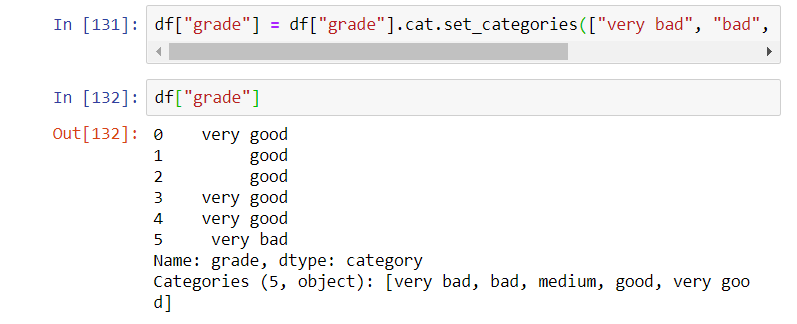 In [131]: df["grade"] = df["grade"].cat.set_categories(["very bad", "bad",
In [132]: df["grade"]
Out[132]: 0    very good
1         good
2         good
3    very good
4    very good
5     very bad
Name: grade, dtype: category
Categories (5, object): [very bad, bad, medium, good, very goo
d]